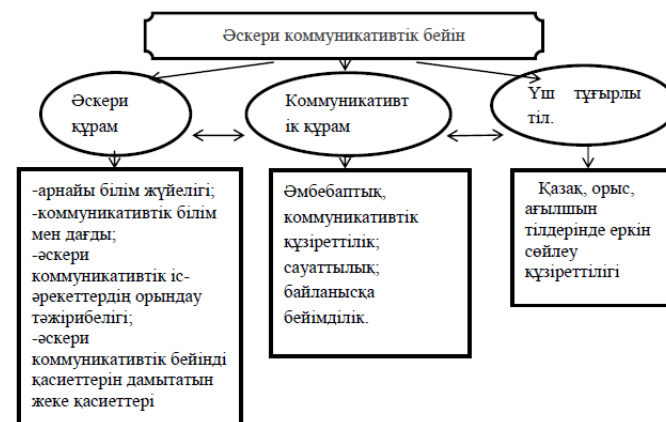 Әскери коммуникативтік бейін
Әскери
құрам
Коммуникативт
ік құрам
Үш тұғырлы
тіл.
-арнайы білім жүйелігі;
-коммуникативтік білім
мен дағды;
-әскери
коммуникативтік іс-
әрекеттердің орындау
тәжірибелігі;
-әскери
коммуникативтік бейінді
қасиеттерін дамытатын
жеке қасиеттері
Әмбебаптық,
коммуникативтік
құзіреттілік;
сауаттылық;
байланысқа
бейімділік.
Қазақ, орыс,
ағылшын
тілдерінде еркін
сөйлеу
құзіреттілігі